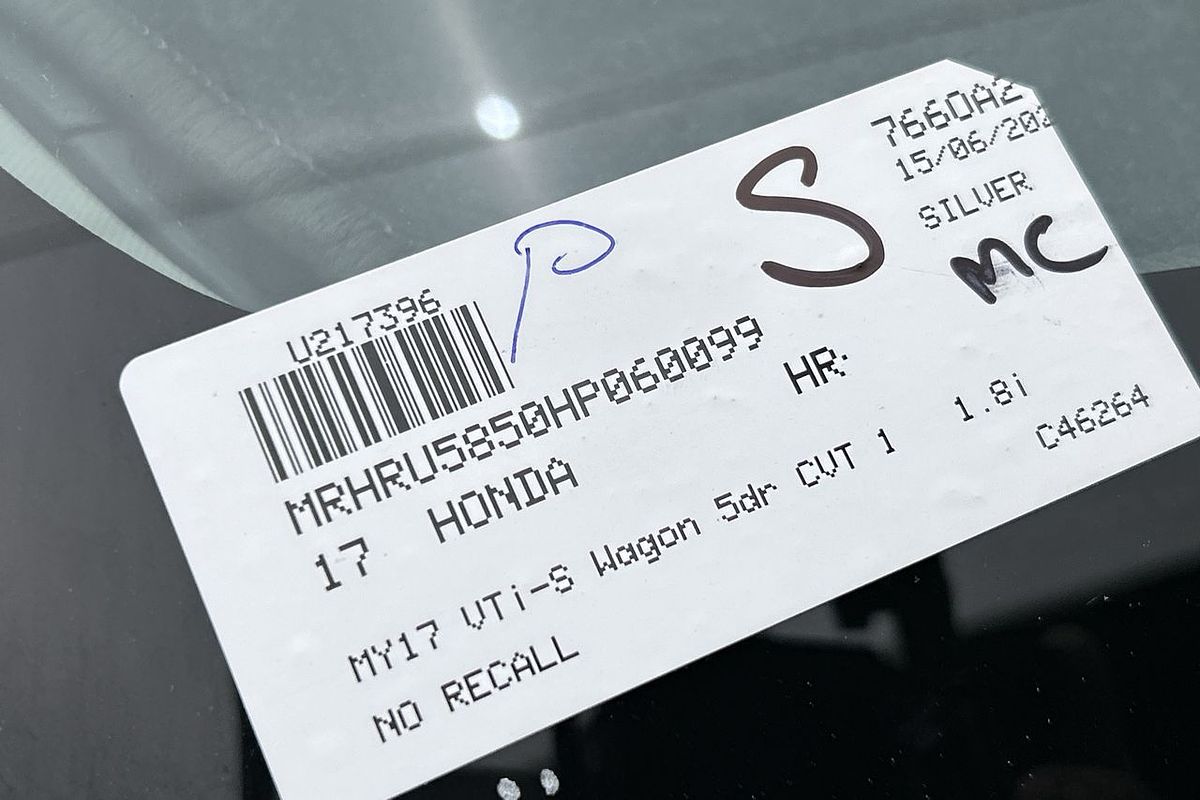 7660A2
15/06/202
SILVER
MC
S
P
U217396
MRHRU5850HP060099
17 HONDA HR-
MY17 VTi-S Wagon 5dr CVT 1 1.8i
NO RECALL C46264